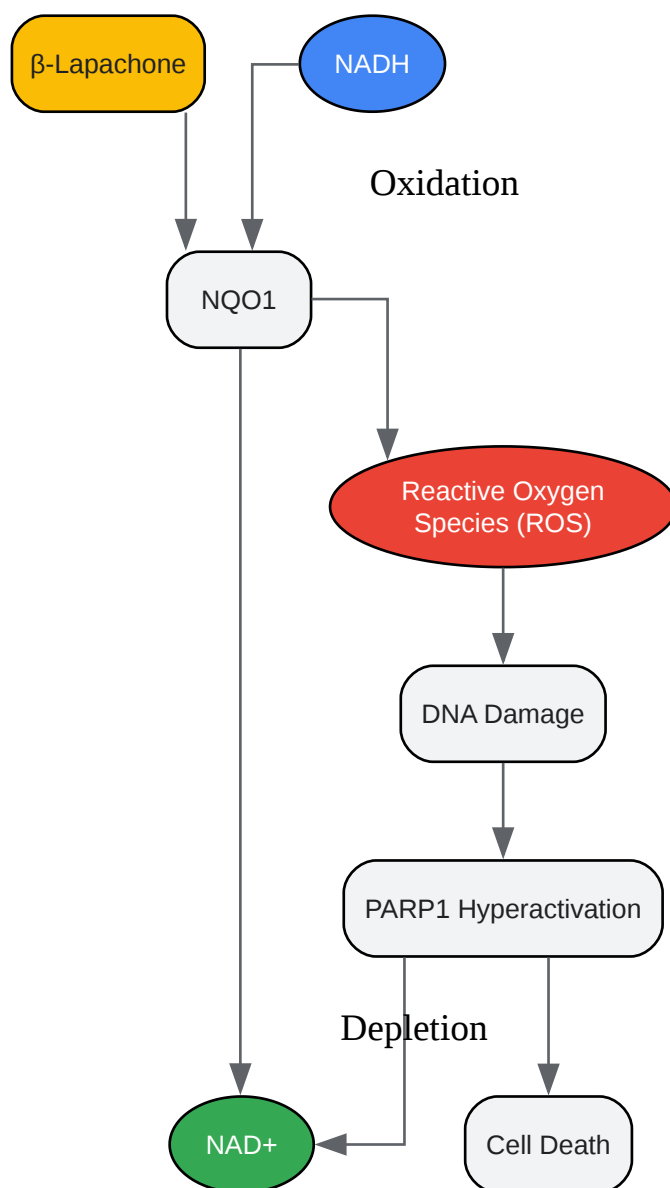 β-Lapachone
NADH
Oxidation
NQO1
Reactive Oxygen
Species (ROS)
DNA Damage
PARP1 Hyperactivation
Depletion
NAD+
Cell Death